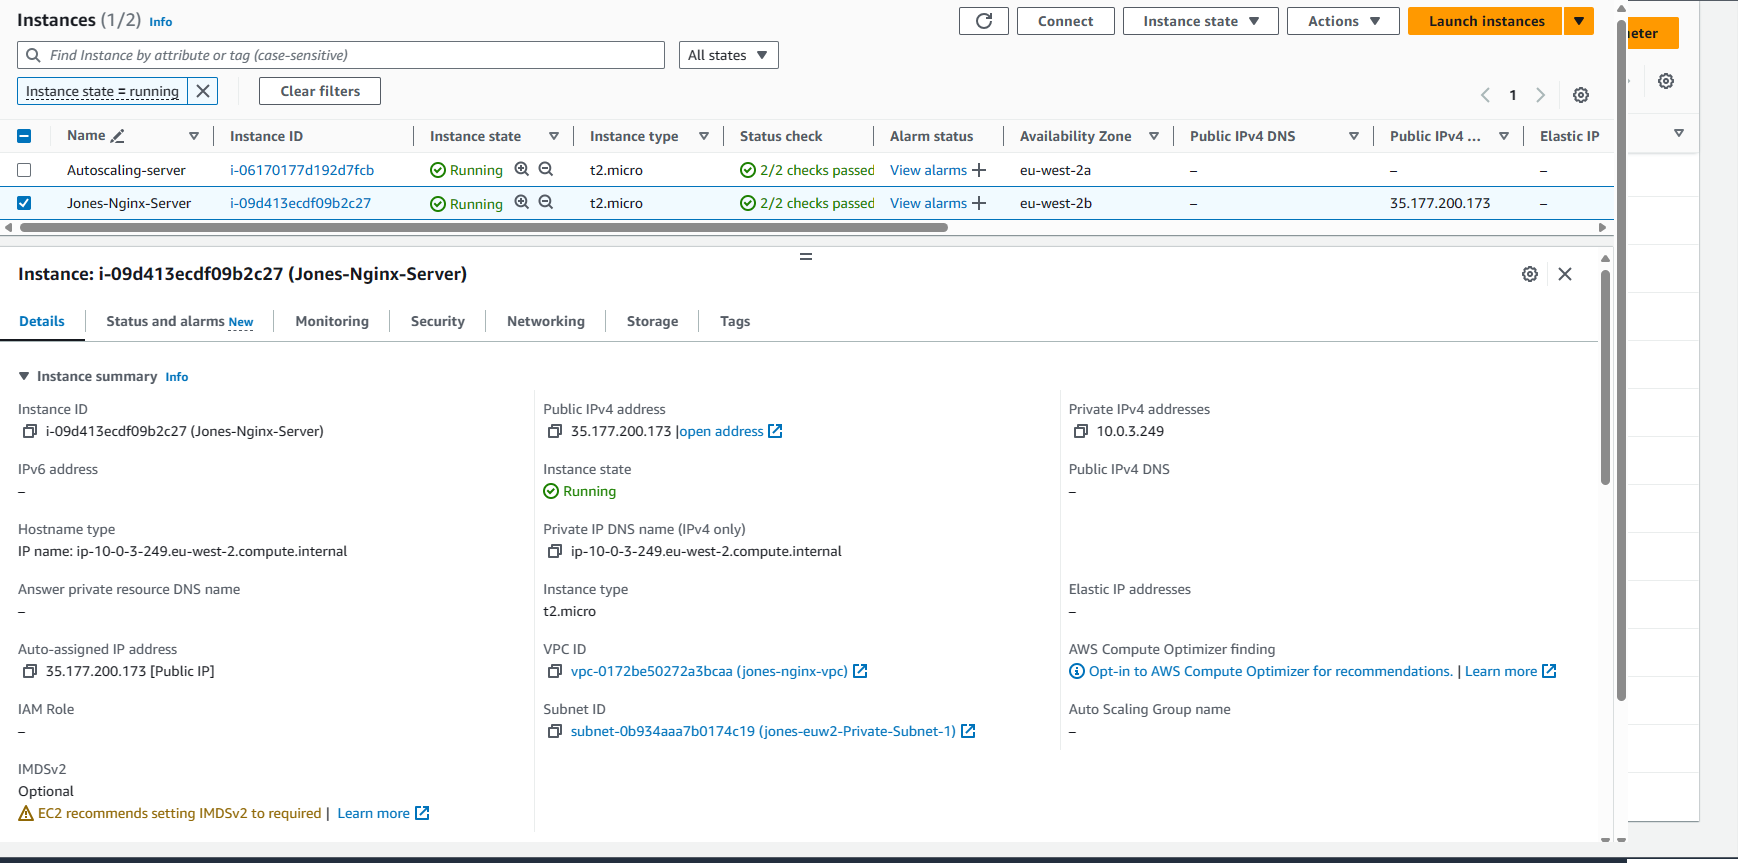 Instances (1/2) Info
Connect
Instance state
Actions
Launch instances
Find Instance by attribute or tag (case-sensitive)
All states
Instance state = running
Clear filters
1
Name Instance ID Instance state Instance type Status check Alarm status Availability Zone Public IPv4 DNS Public IPv4 ... Elastic IP
Autoscaling-server i-06170177d192d7fcb Running t2.micro 2/2 checks passed View alarms + eu-west-2a – – –
Jones-Nginx-Server i-09d413ecdf09b2c27 Running t2.micro 2/2 checks passed View alarms + eu-west-2b – 35.177.200.173 –
Instance: i-09d413ecdf09b2c27 (Jones-Nginx-Server)
Details Status and alarms New Monitoring Security Networking Storage Tags
Instance summary Info
Instance ID
i-09d413ecdf09b2c27 (Jones-Nginx-Server)
Public IPv4 address
35.177.200.173 |open address
Private IPv4 addresses
10.0.3.249
IPv6 address
–
Instance state
Running
Public IPv4 DNS
–
Hostname type
IP name: ip-10-0-3-249.eu-west-2.compute.internal
Private IP DNS name (IPv4 only)
ip-10-0-3-249.eu-west-2.compute.internal
Answer private resource DNS name
–
Instance type
t2.micro
Elastic IP addresses
–
Auto-assigned IP address
35.177.200.173 [Public IP]
VPC ID
vpc-0172be50272a3bcaa (jones-nginx-vpc)
AWS Compute Optimizer finding
Opt-in to AWS Compute Optimizer for recommendations. | Learn more
IAM Role
–
Subnet ID
subnet-0b934aaa7b0174c19 (jones-euw2-Private-Subnet-1)
Auto Scaling Group name
–
IMDSv2
Optional
EC2 recommends setting IMDSv2 to required | Learn more